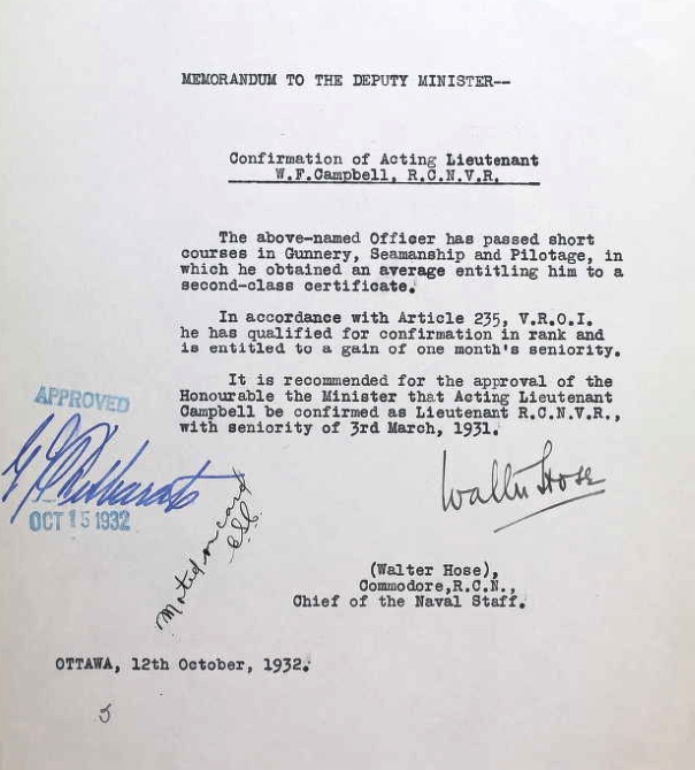 MEMORANDUM TO THE DEPUTY MINISTER--
Confirmation of Acting Lieutenant
W.F.Campbell, R.C.N.V.R.
The above-named Officer has passed short
courses in Gunnery, Seamanship and Pilotage, in
which he obtained an average entitling him to a
second-class certificate.
In accordance with Article 235, V.R.O.I.
he has qualified for confirmation in rank and
is entitled to a gain of one month's seniority.
It is recommended for the approval of the
Honourable the Minister that Acting Lieutenant
Campbell be confirmed as Lieutenant R.C.N.V.R.,
with seniority of 3rd March, 1931.
APPROVED
OCT 15 1932
Noted on card
Walter Hose
(Walter Hose),
Commodore,R.C.N.,
Chief of the Naval Staff.
OTTAWA, 12th October, 1932.